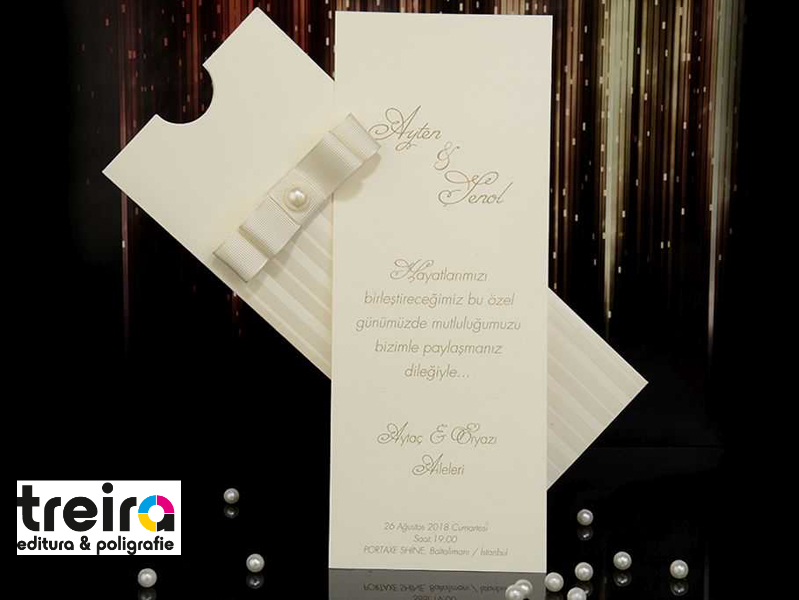 Ayten
&
Şenol
Hayatlarımızı
birleştireceğimiz bu özel
günümüzde mutluluğumuzu
bizimle paylaşmanız
dileğiyle...
Aytaç & Eryazı
Aileleri
26 Ağustos 2018 Cumartesi
Saat:19.00
PORTAXE SHINE, Baltalimanı / İstanbul
treira
editura & poligrafie